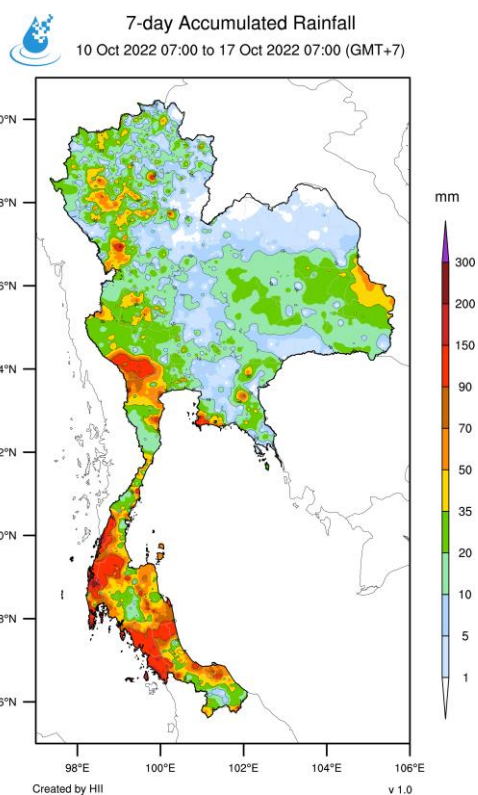 7-day Accumulated Rainfall
10 Oct 2022 07:00 to 17 Oct 2022 07:00 (GMT+7)
mm
300
200
150
90
70
50
35
20
10
5
1
0°N
8°N
6°N
4°N
2°N
0°N
8°N
6°N
98°E 100°E 102°E 104°E 106°E
Created by HII v 1.0